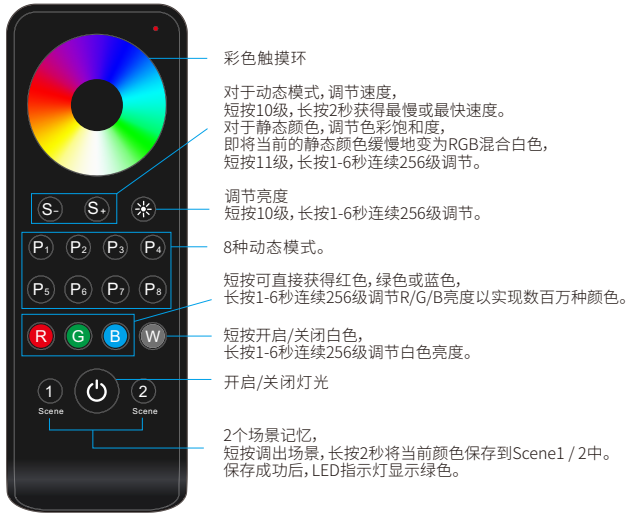 彩色触摸环
对于动态模式，调节速度，
短按10级，长按2秒获得最慢或最快速度。
对于静态颜色，调节色彩饱和度，
即将当前的静态颜色缓慢地变为RGB混合白色，
短按11级，长按1-6秒连续256级调节。
S- S+
调节亮度
短按10级，长按1-6秒连续256级调节。
P1 P2 P3 P4
8种动态模式。
P5 P6 P7 P8
短按可直接获得红色，绿色或蓝色，
长按1-6秒连续256级调节R/G/B亮度以实现数百万种颜色。
R G B W
短按开启/关闭白色，
长按1-6秒连续256级调节白色亮度。
开启/关闭灯光
1 2
Scene Scene
2个场景记忆，
短按调出场景，长按2秒将当前颜色保存到Scene1 / 2中。
保存成功后，LED指示灯显示绿色。